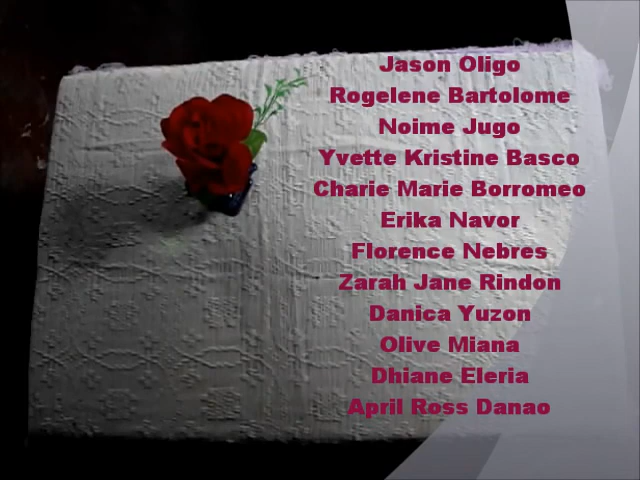 Jason Oligo
Rogelene Bartolome
Noime Jugo
Yvette Kristine Basco
Charie Marie Borromeo
Erika Navor
Florence Nebres
Zarah Jane Rindon
Danica Yuzon
Olive Miana
Dhiane Eleria
April Ross Danao